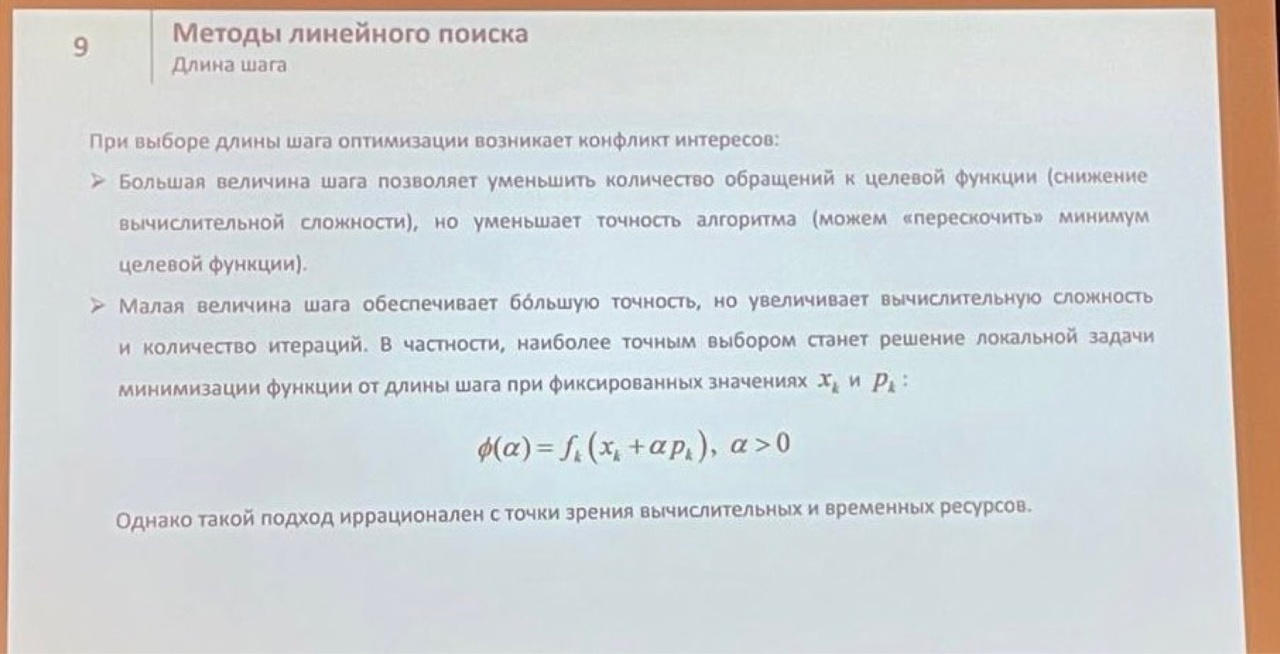 9
Методы линейного поиска
Длина шага
При выборе длины шага оптимизации возникает конфликт интересов:
➢ Большая величина шага позволяет уменьшить количество обращений к целевой функции (снижение
вычислительной сложности), но уменьшает точность алгоритма (можем «перескочить» минимум
целевой функции).
➢ Малая величина шага обеспечивает бо́льшую точность, но увеличивает вычислительную сложность
и количество итераций. В частности, наиболее точным выбором станет решение локальной задачи
минимизации функции от длины шага при фиксированных значениях xₖ и pₖ :
ϕ(α) = fₖ (xₖ + αpₖ), α > 0
Однако такой подход иррационален с точки зрения вычислительных и временных ресурсов.